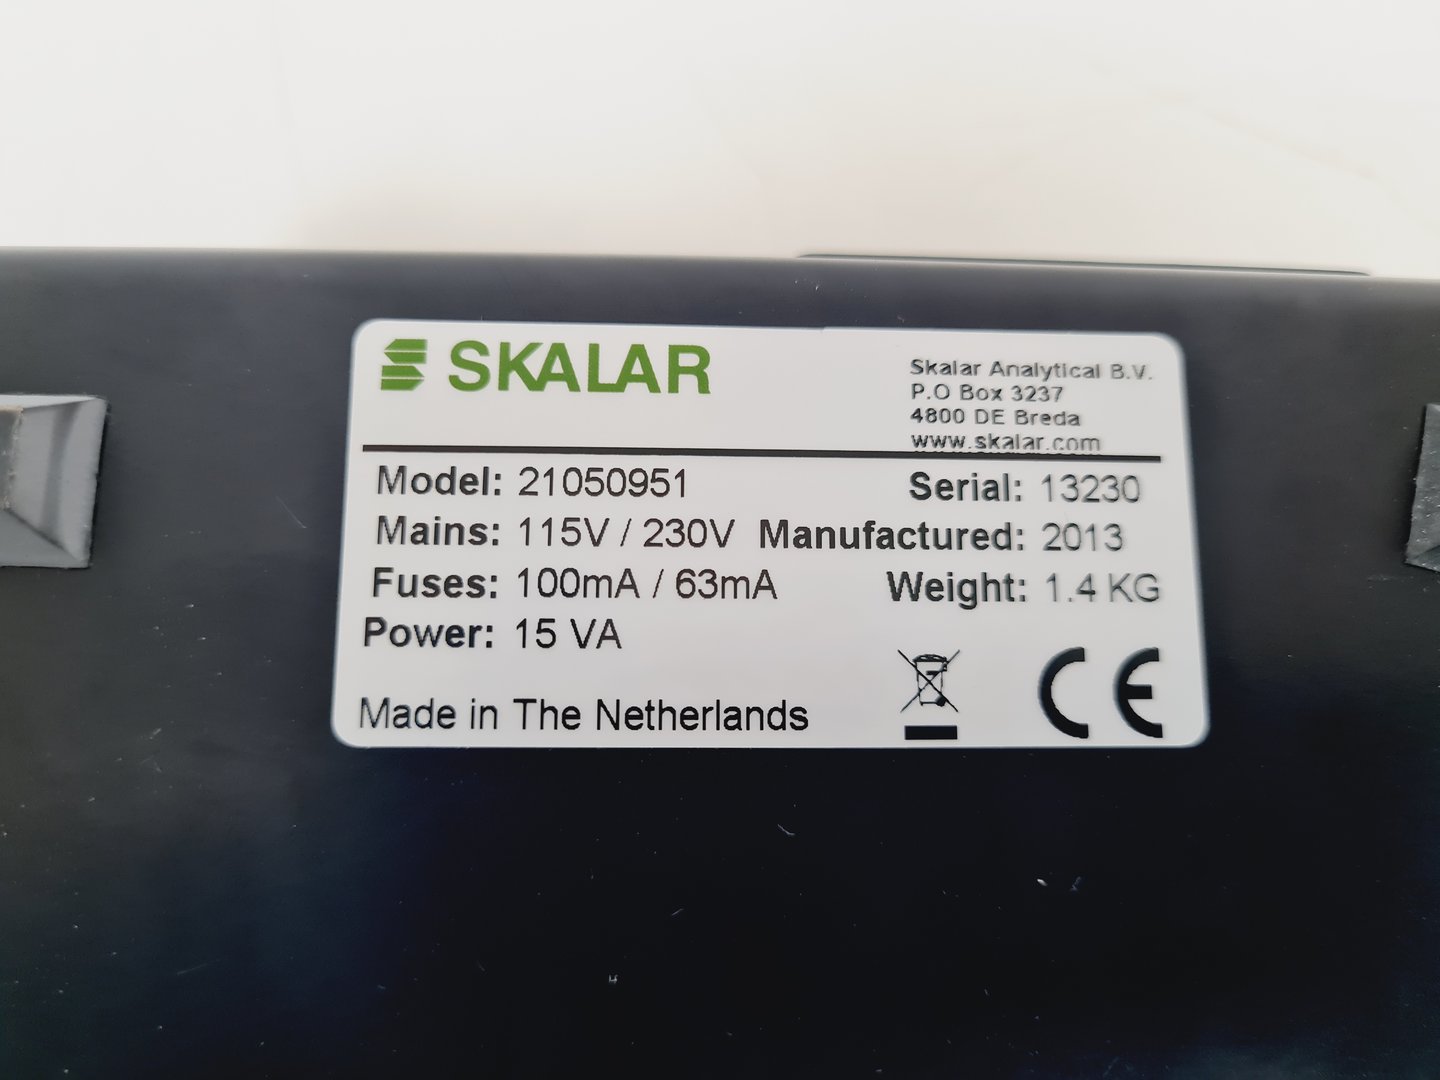 SKALAR
Skalar Analytical B.V.
P.O Box 3237
4800 DE Breda
www.skalar.com
Model: 21050951 Serial: 13230
Mains: 115V / 230V Manufactured: 2013
Fuses: 100mA / 63mA Weight: 1.4 KG
Power: 15 VA
Made in The Netherlands
CE